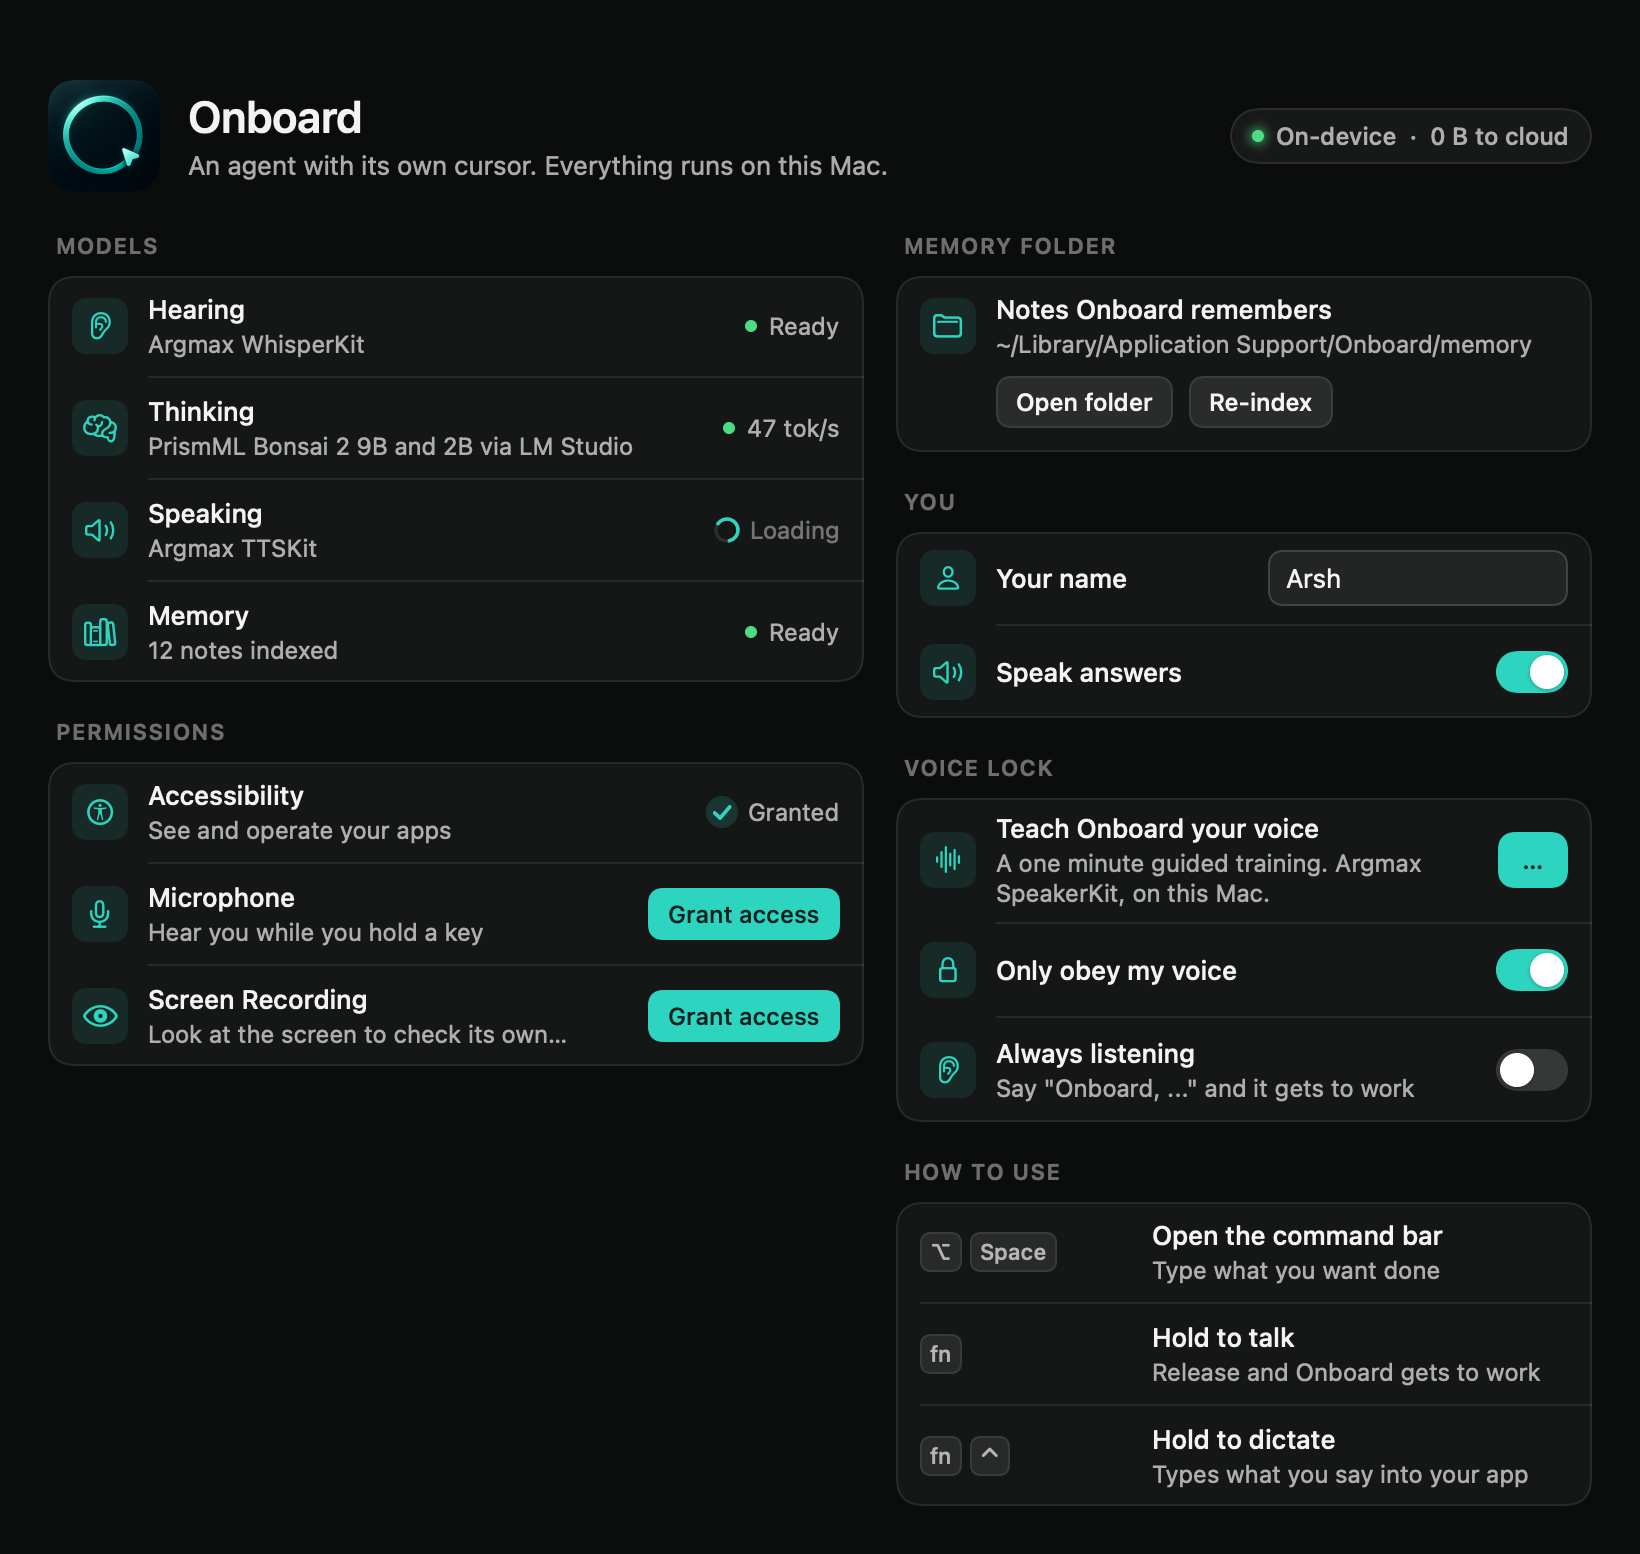 Onboard
An agent with its own cursor. Everything runs on this Mac.
On-device · 0 B to cloud
MODELS
Hearing
Argmax WhisperKit
Ready
Thinking
PrismML Bonsai 2 9B and 2B via LM Studio
47 tok/s
Speaking
Argmax TTSKit
Loading
Memory
12 notes indexed
Ready
PERMISSIONS
Accessibility
See and operate your apps
Granted
Microphone
Hear you while you hold a key
Grant access
Screen Recording
Look at the screen to check its own...
Grant access
MEMORY FOLDER
Notes Onboard remembers
~/Library/Application Support/Onboard/memory
Open folder
Re-index
YOU
Your name
Arsh
Speak answers
VOICE LOCK
Teach Onboard your voice
A one minute guided training. Argmax
SpeakerKit, on this Mac.
...
Only obey my voice
Always listening
Say "Onboard, ..." and it gets to work
HOW TO USE
⌥ Space
Open the command bar
Type what you want done
fn
Hold to talk
Release and Onboard gets to work
fn ^
Hold to dictate
Types what you say into your app